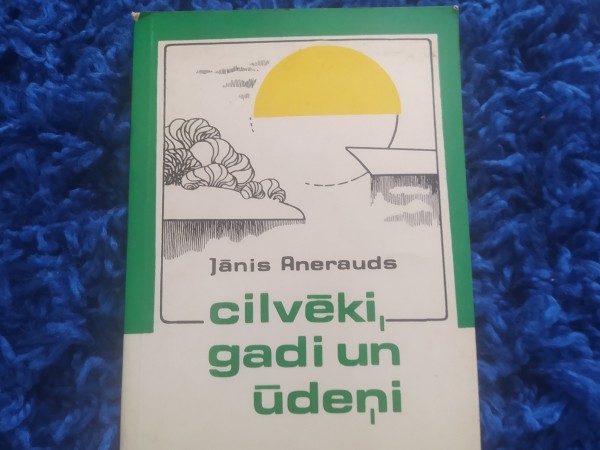 Jānis Anerauds
cilvēki,
gadi un
ūdeņi